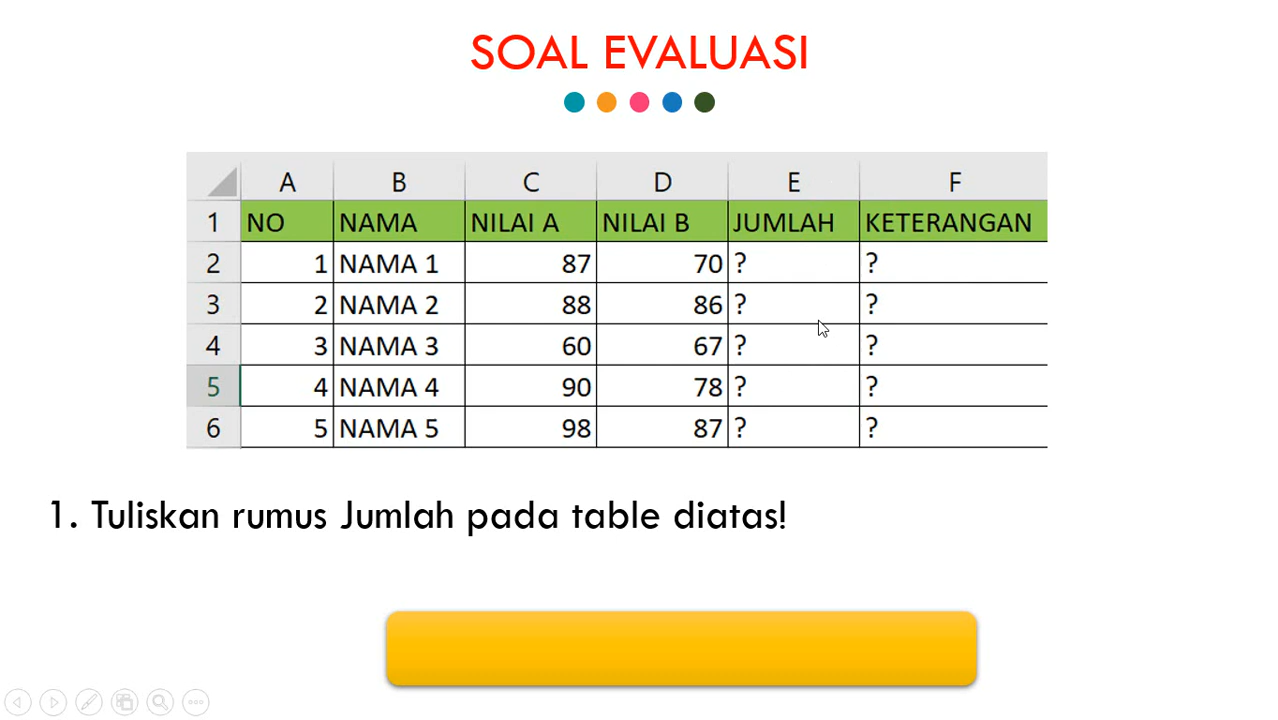 SOAL EVALUASI
A B C D E F
1 NO NAMA NILAI A NILAI B JUMLAH KETERANGAN
2 1 NAMA 1 87 70 ? ?
3 2 NAMA 2 88 86 ? ?
4 3 NAMA 3 60 67 ? ?
5 4 NAMA 4 90 78 ? ?
6 5 NAMA 5 98 87 ? ?
1. Tuliskan rumus Jumlah pada table diatas!